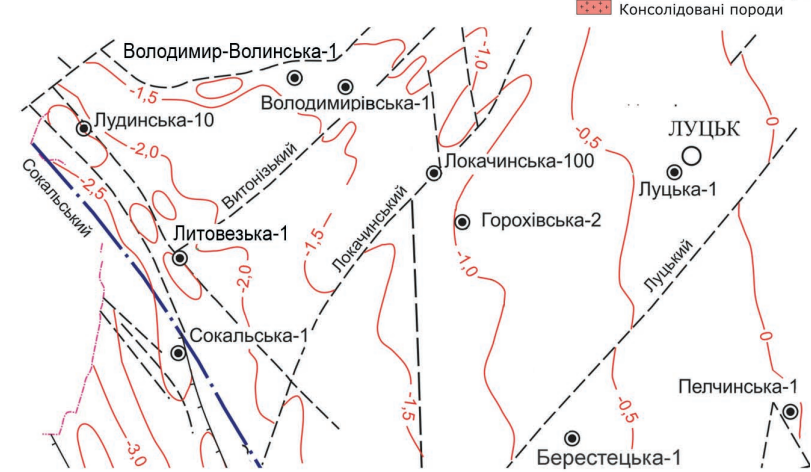 Консолідовані породи
Володимир-Волинська-1
-1,0
-1,5
Володимирівська-1
0
Лудинська-10
-0,5
ЛУЦЬК
-2,0
Витонізький
Локачинська-100
Сокальський
-2,5
Луцька-1
Локачинський
Горохівська-2
Литовезька-1
-1,5
Луцький
-1,0
-2,0
Сокальська-1
0
-1,5
-0,5
Пелчинська-1
-3,0
Берестецька-1